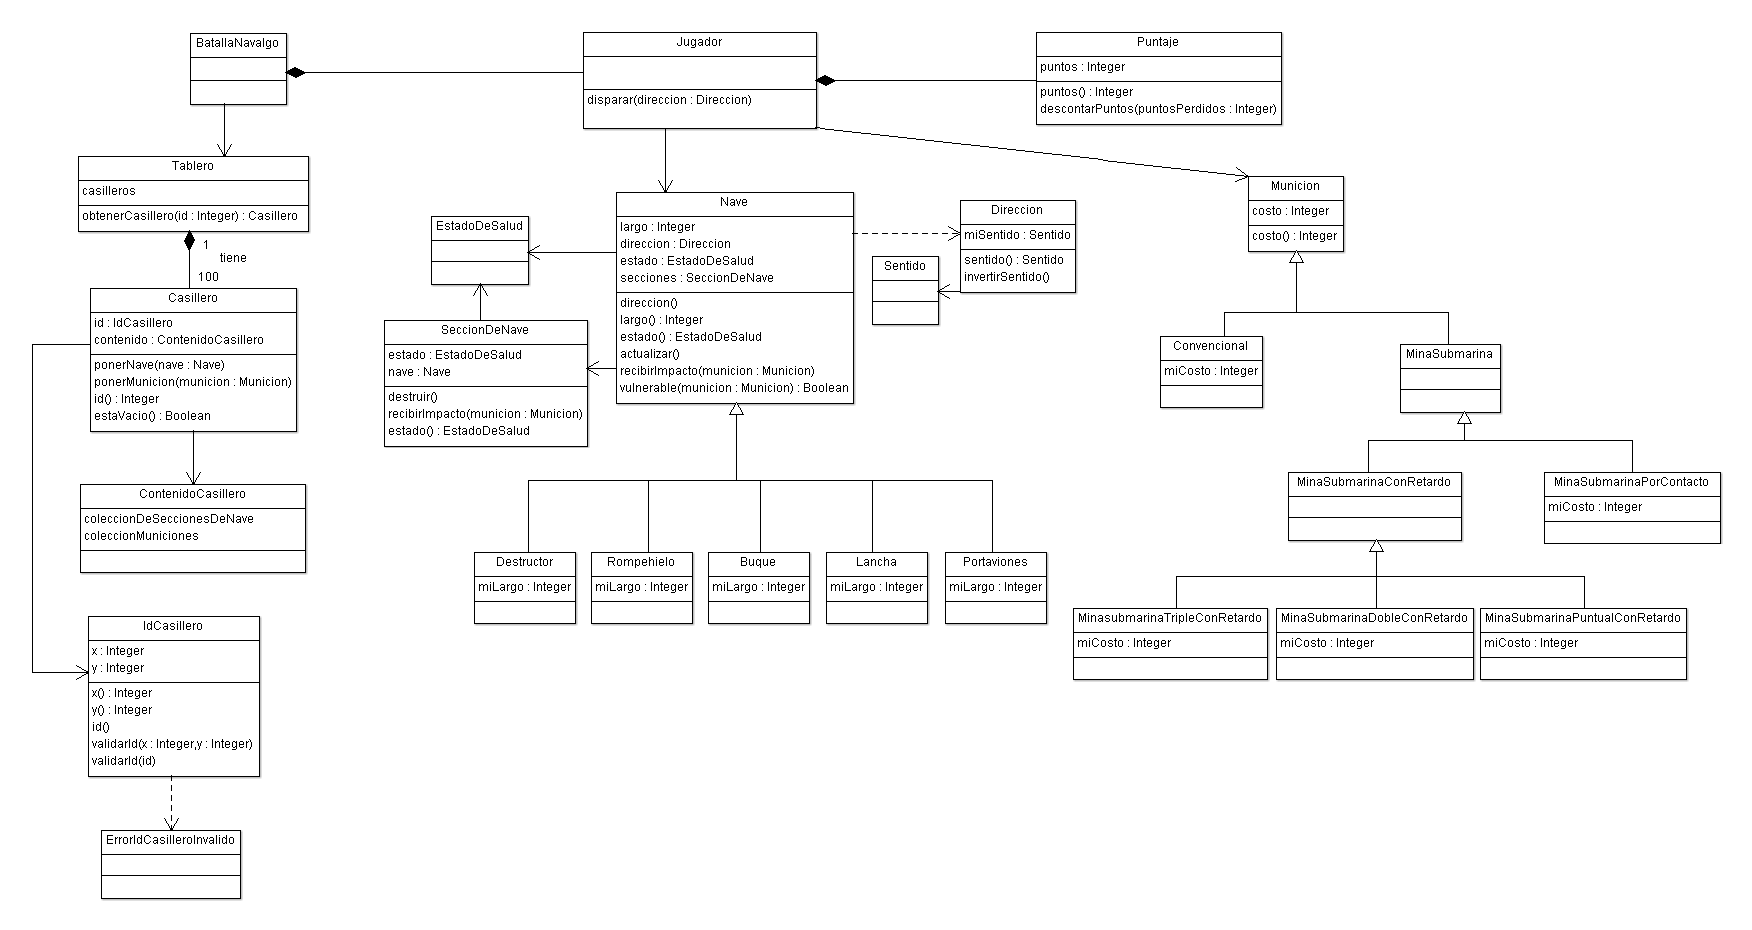 BatallaNavalgo
Jugador
disparar(direccion : Direccion)
Puntaje
puntos : Integer
puntos() : Integer
descontarPuntos(puntosPerdidos : Integer)
Tablero
casilleros
obtenerCasillero(id : Integer) : Casillero
1
tiene
100
Casillero
id : IdCasillero
contenido : ContenidoCasillero
ponerNave(nave : Nave)
ponerMunicion(municion : Municion)
id() : Integer
estaVacio() : Boolean
ContenidoCasillero
coleccionDeSeccionesDeNave
coleccionMuniciones
IdCasillero
x : Integer
y : Integer
x() : Integer
y() : Integer
id()
validarId(x : Integer,y : Integer)
validarId(id)
ErrorIdCasilleroInvalido
EstadoDeSalud
SeccionDeNave
estado : EstadoDeSalud
nave : Nave
destruir()
recibirImpacto(municion : Municion)
estado() : EstadoDeSalud
Nave
largo : Integer
direccion : Direccion
estado : EstadoDeSalud
secciones : SeccionDeNave
direccion()
largo() : Integer
estado() : EstadoDeSalud
actualizar()
recibirImpacto(municion : Municion)
vulnerable(municion : Municion) : Boolean
Direccion
miSentido : Sentido
sentido() : Sentido
invertirSentido()
Sentido
Destructor
miLargo : Integer
Rompehielo
miLargo : Integer
Buque
miLargo : Integer
Lancha
miLargo : Integer
Portaviones
miLargo : Integer
Municion
costo : Integer
costo() : Integer
Convencional
miCosto : Integer
MinaSubmarina
MinaSubmarinaConRetardo
MinaSubmarinaPorContacto
miCosto : Integer
MinasubmarinaTripleConRetardo
miCosto : Integer
MinaSubmarinaDobleConRetardo
miCosto : Integer
MinaSubmarinaPuntualConRetardo
miCosto : Integer